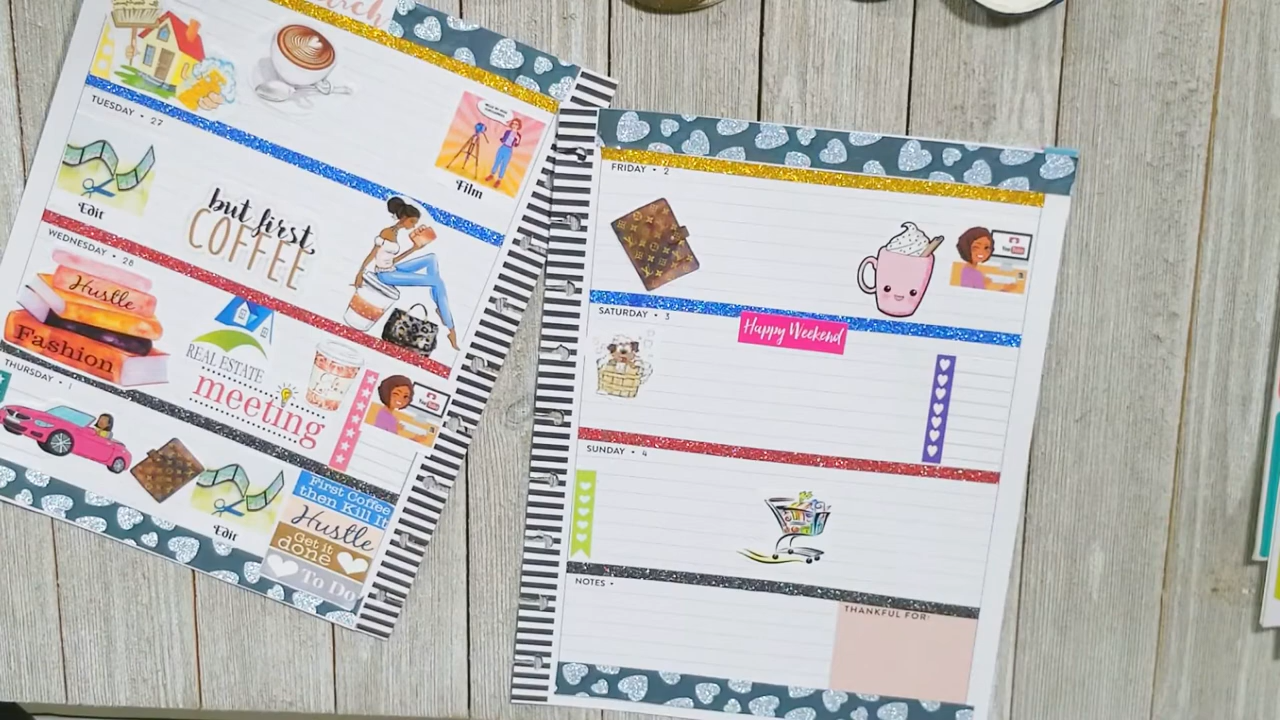 TUESDAY • 27
Film
Edit
but first,
COFFEE
WEDNESDAY • 28
Hustle
Fashion
REAL ESTATE
meeting
YouTube
THURSDAY • 1
Edit
First Coffee
then Kill It
Hustle
Get it
done
To Do
FRIDAY • 2
YouTube
SATURDAY • 3
Happy Weekend
SUNDAY • 4
NOTES •
THANKFUL FOR: